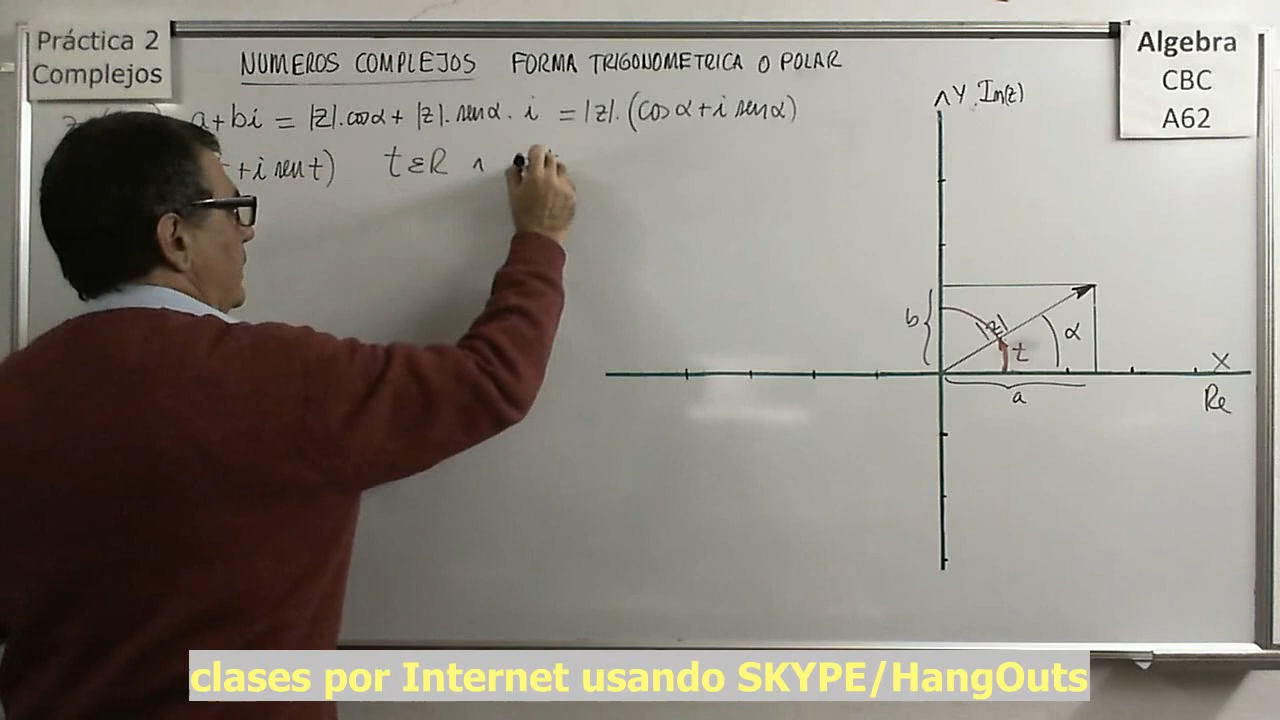 Práctica 2
Complejos
NUMEROS COMPLEJOS FORMA TRIGONOMETRICA O POLAR
a+bi = |z|.cosα + |z|.senα.i = |z|.(cosα+i senα)
+i sen t) t ε R ∧
Algebra
CBC
A62
Y Im(z)
b
|z|
t
α
a
X
Re
clases por Internet usando SKYPE/HangOuts